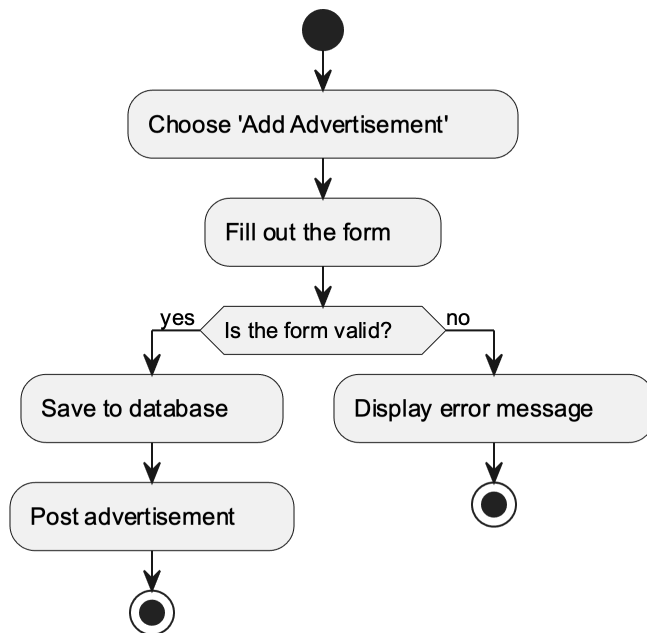 Choose 'Add Advertisement'
Fill out the form
yes
Is the form valid?
no
Save to database
Display error message
Post advertisement